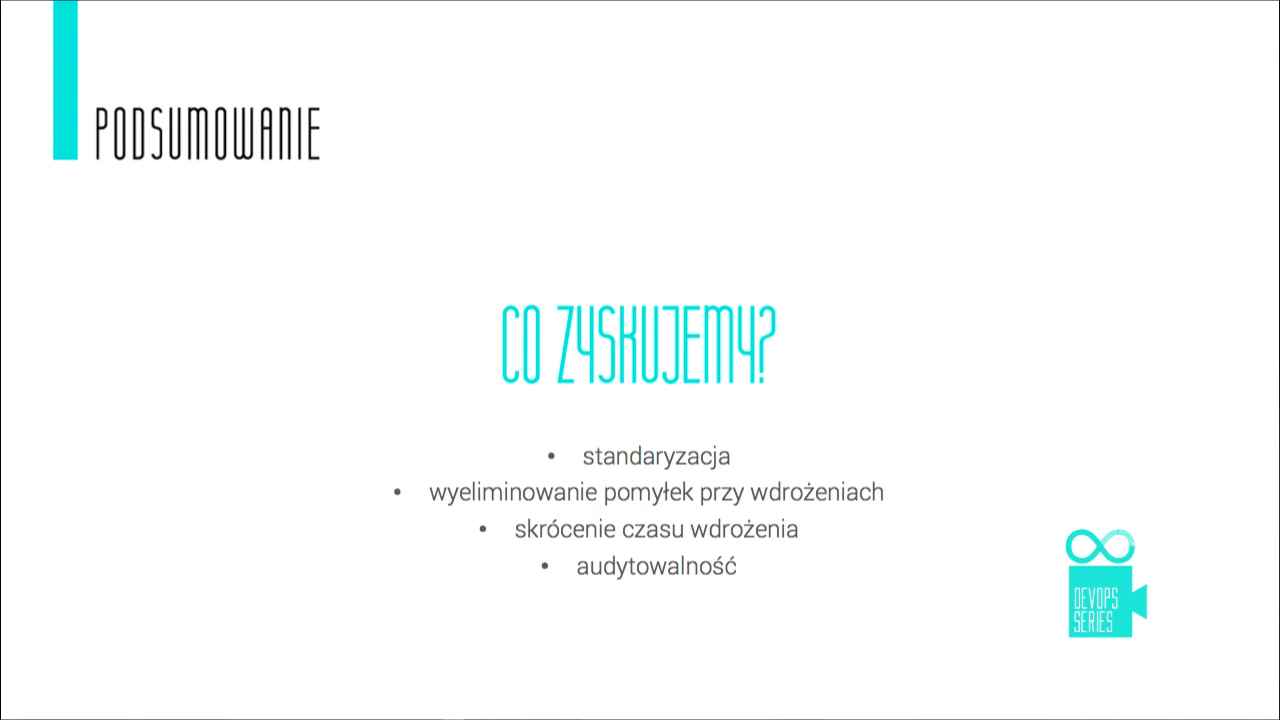 PODSUMOWANIE
CO ZYSKUJEMY?
• standaryzacja
• wyeliminowanie pomyłek przy wdrożeniach
• skrócenie czasu wdrożenia
• audytowalność
DEVOPS
SERIES